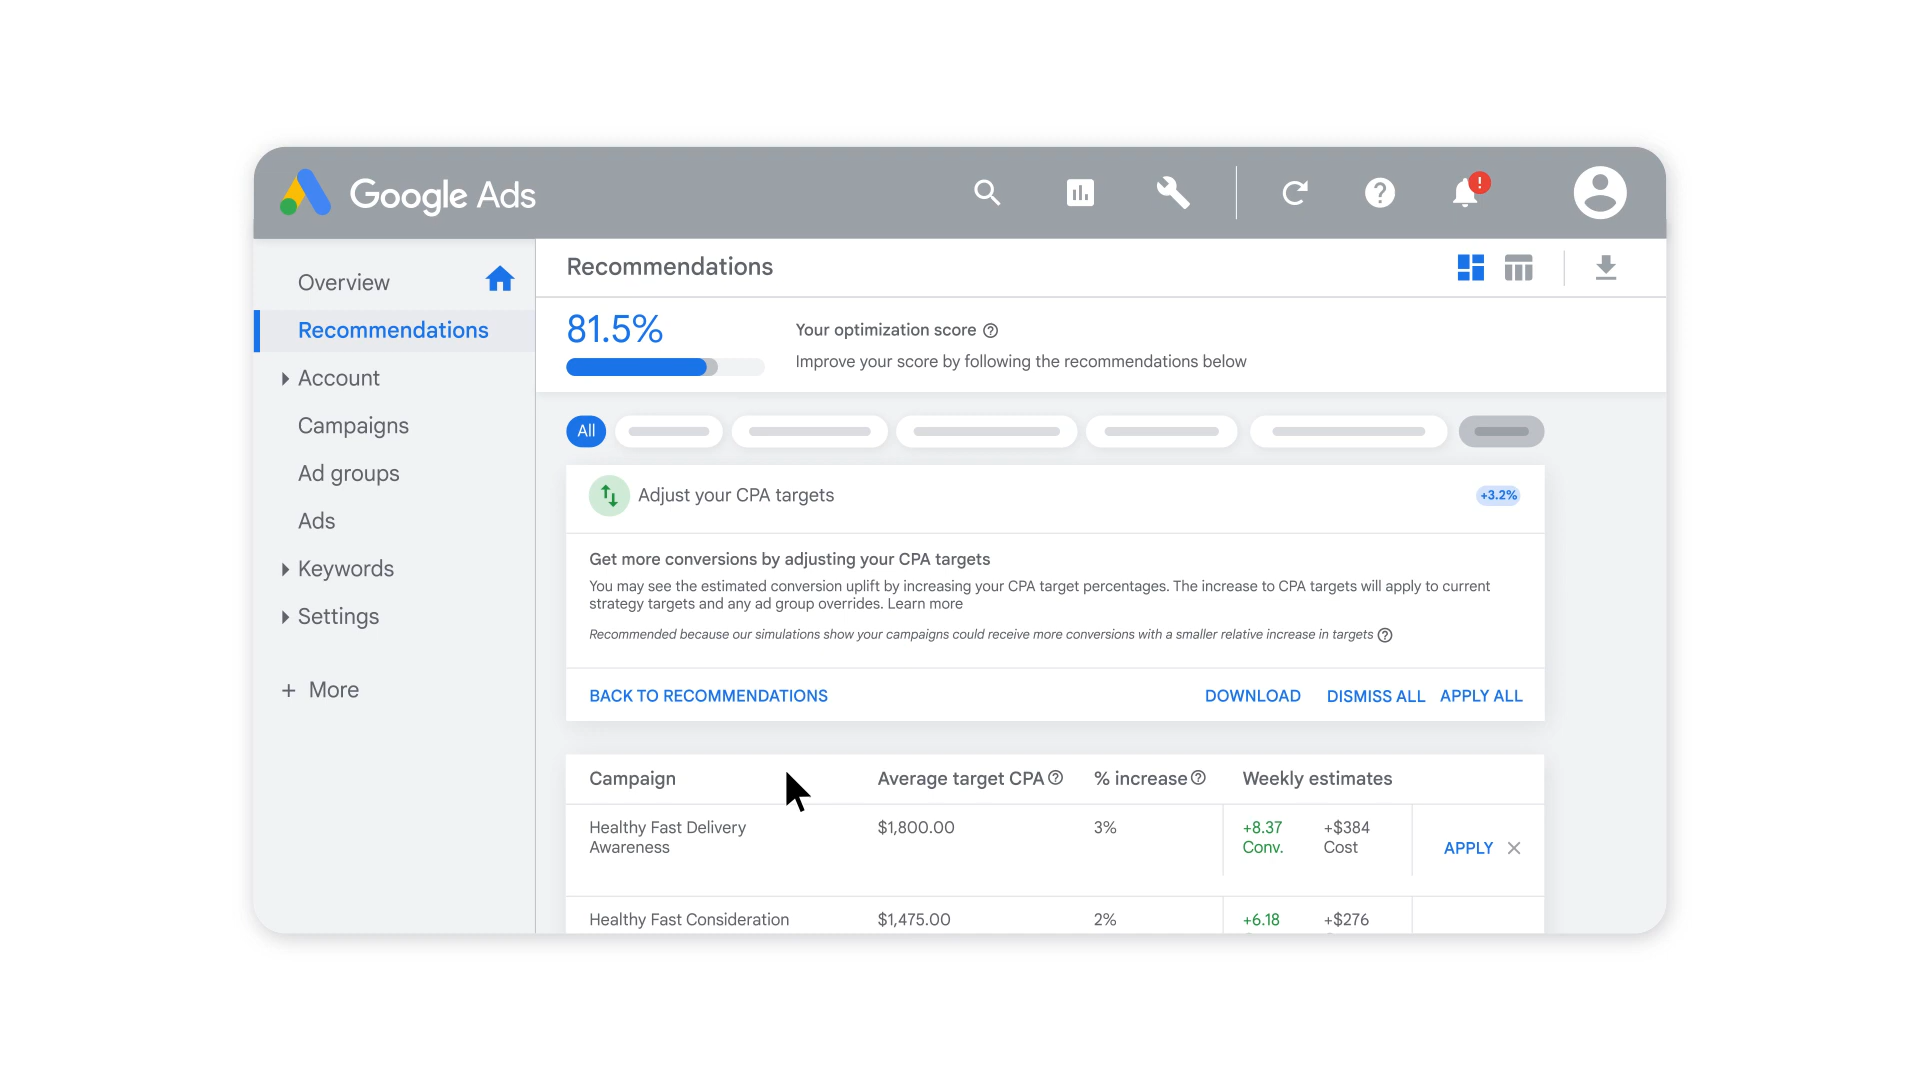 Google Ads
!
Overview
Recommendations
Account
Campaigns
Ad groups
Ads
Keywords
Settings
+ More
Recommendations
81.5%
Your optimization score
Improve your score by following the recommendations below
All
Adjust your CPA targets
+3.2%
Get more conversions by adjusting your CPA targets
You may see the estimated conversion uplift by increasing your CPA target percentages. The increase to CPA targets will apply to current
strategy targets and any ad group overrides. Learn more
Recommended because our simulations show your campaigns could receive more conversions with a smaller relative increase in targets
BACK TO RECOMMENDATIONS DOWNLOAD DISMISS ALL APPLY ALL
Campaign Average target CPA % increase Weekly estimates
Healthy Fast Delivery $1,800.00 3% +8.37 +$384
Awareness Conv. Cost APPLY
Healthy Fast Consideration $1,475.00 2% +6.18 +$276